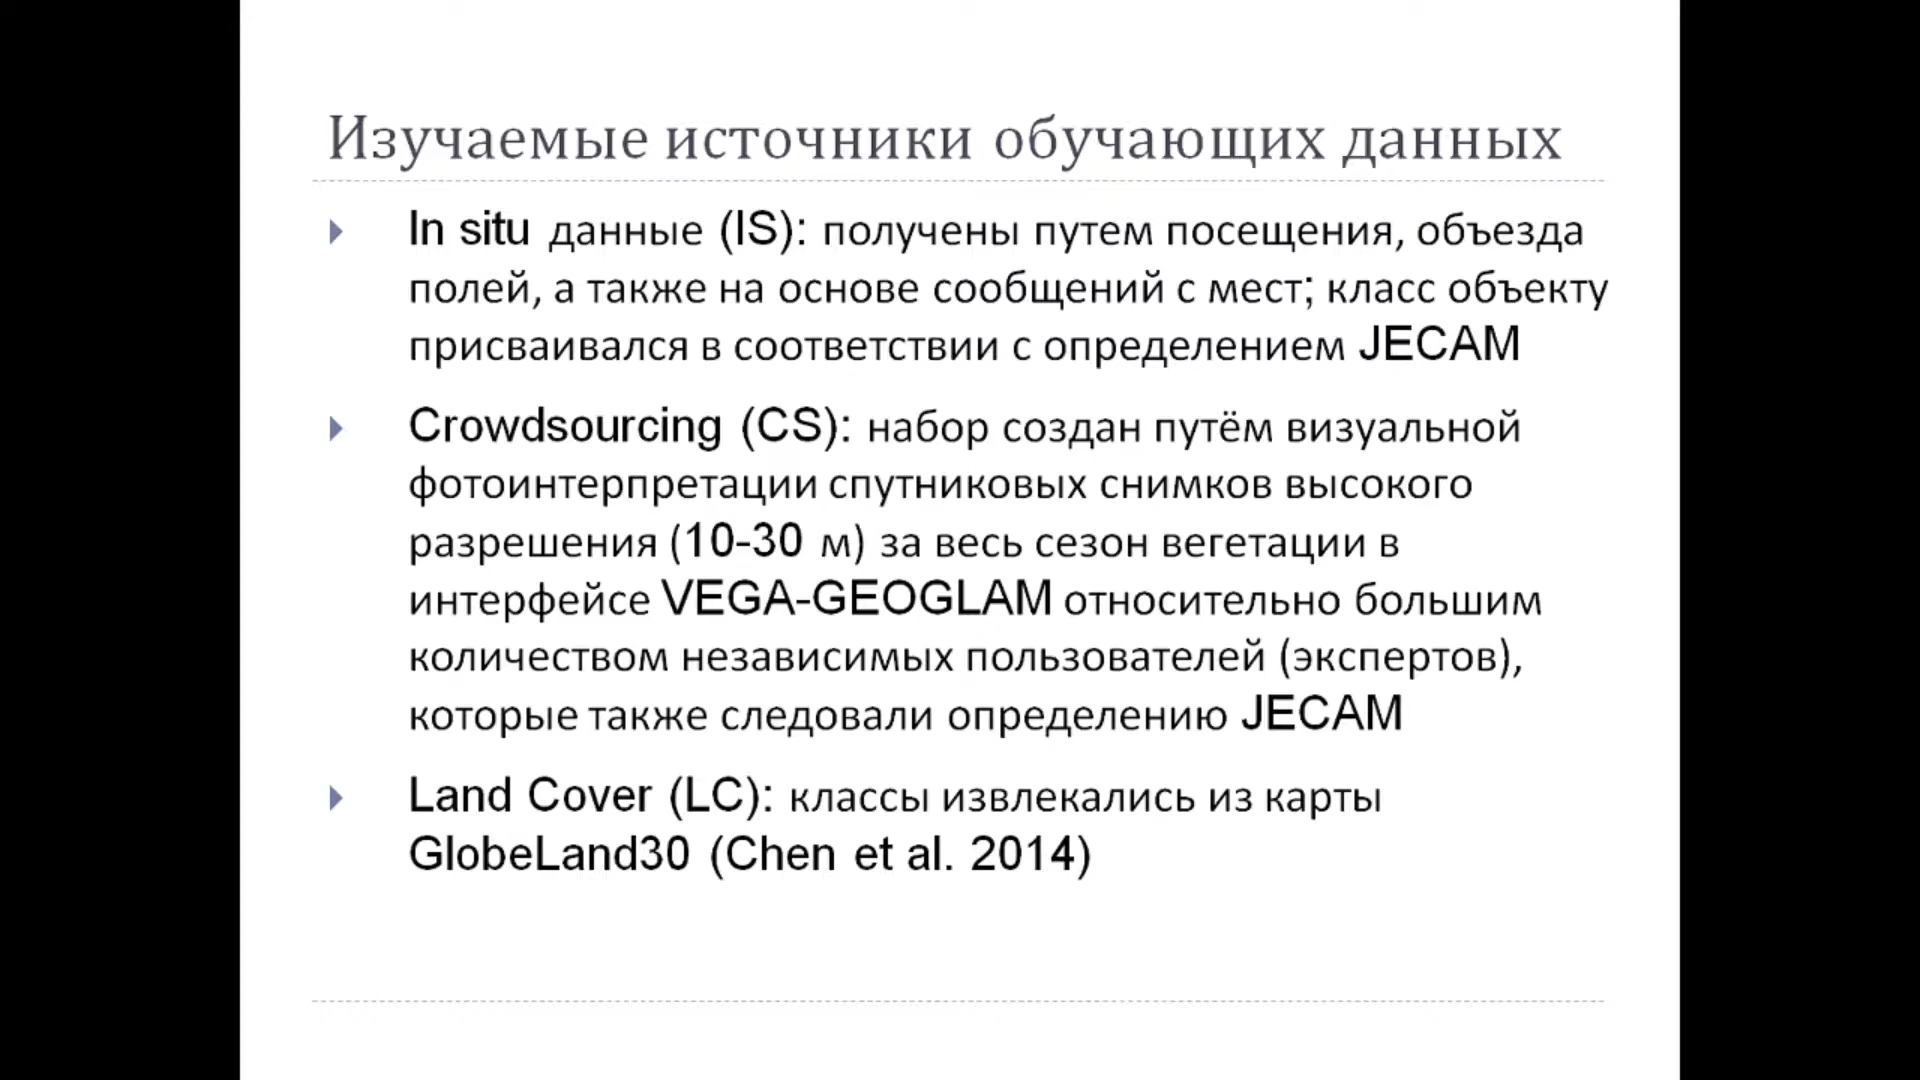 Изучаемые источники обучающих данных
In situ данные (IS): получены путем посещения, объезда
полей, а также на основе сообщений с мест; класс объекту
присваивался в соответствии с определением JECAM
Crowdsourcing (CS): набор создан путём визуальной
фотоинтерпретации спутниковых снимков высокого
разрешения (10-30 м) за весь сезон вегетации в
интерфейсе VEGA-GEOGLAM относительно большим
количеством независимых пользователей (экспертов),
которые также следовали определению JECAM
Land Cover (LC): классы извлекались из карты
GlobeLand30 (Chen et al. 2014)